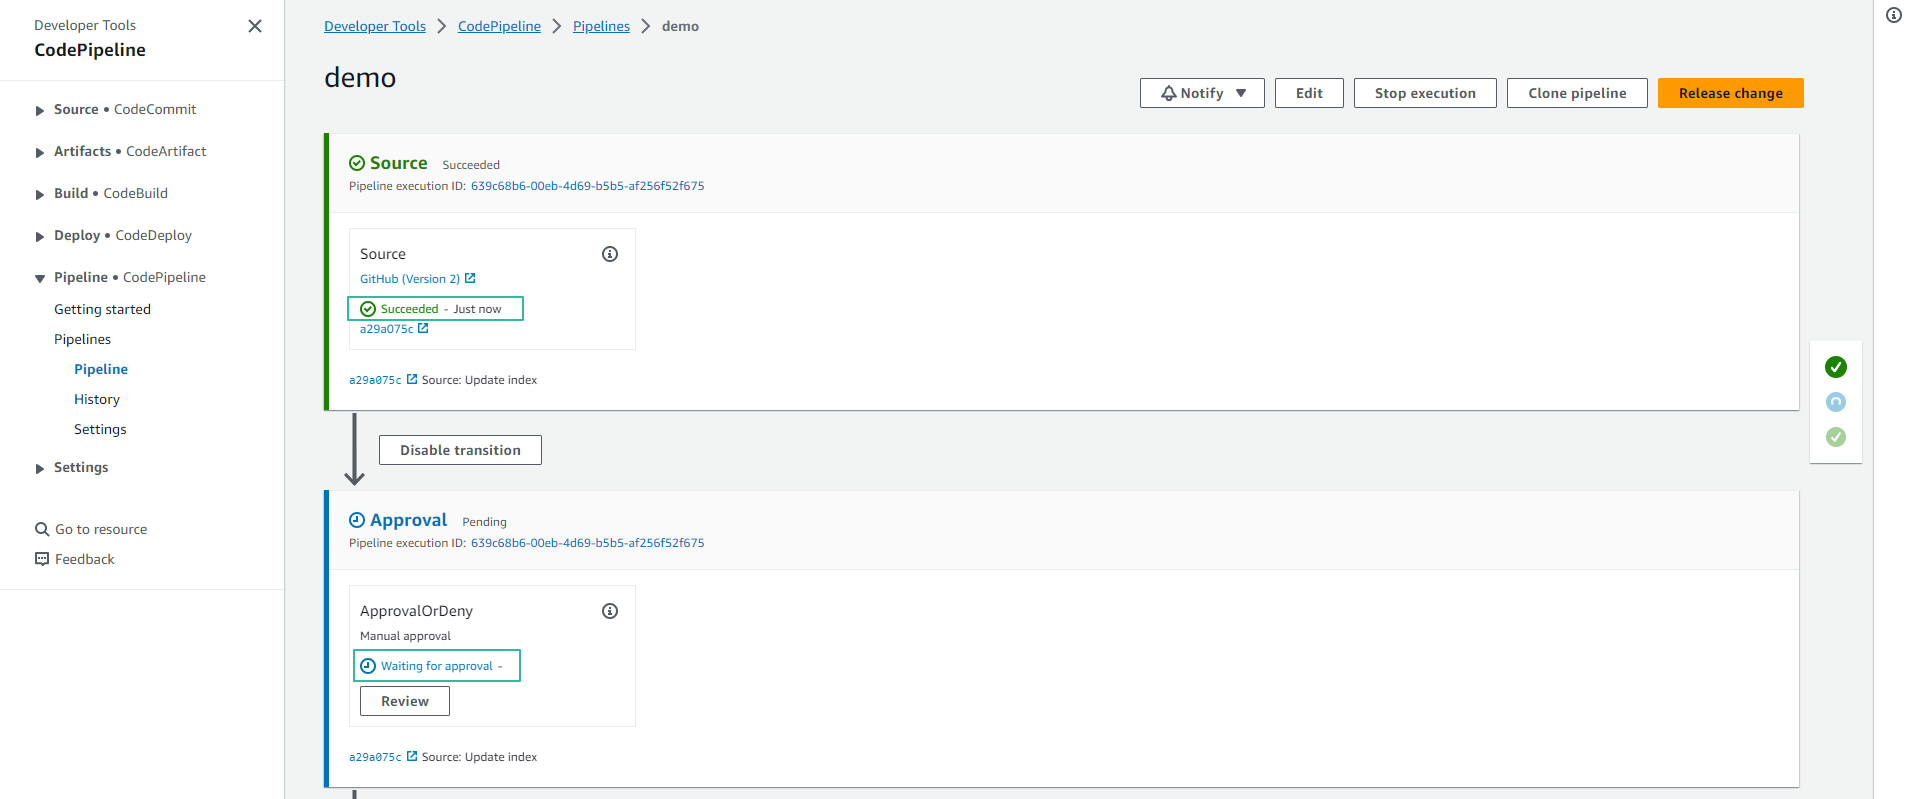 Developer Tools
CodePipeline
Source • CodeCommit
Artifacts • CodeArtifact
Build • CodeBuild
Deploy • CodeDeploy
Pipeline • CodePipeline
Getting started
Pipelines
Pipeline
History
Settings
Settings
Go to resource
Feedback
Developer Tools > CodePipeline > Pipelines > demo
demo
Notify Edit Stop execution Clone pipeline Release change
Source Succeeded
Pipeline execution ID: 639c68b6-00eb-4d69-b5b5-af256f52f675
Source
GitHub (Version 2)
Succeeded - Just now
a29a075c
a29a075c Source: Update index
Disable transition
Approval Pending
Pipeline execution ID: 639c68b6-00eb-4d69-b5b5-af256f52f675
ApprovalOrDeny
Manual approval
Waiting for approval -
Review
a29a075c Source: Update index